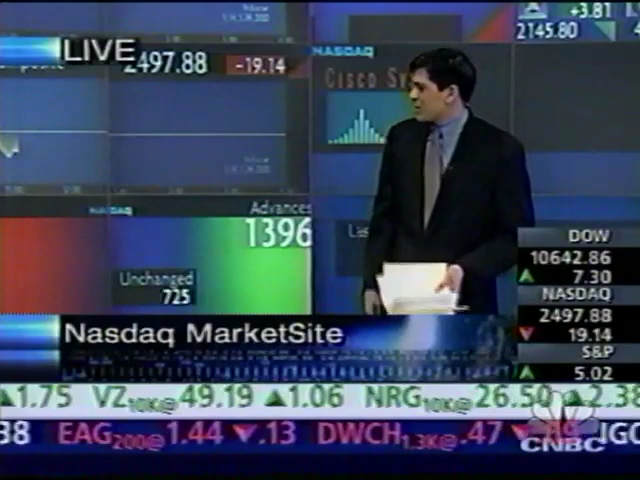 LIVE
2497.88 -19.14
NASDAQ
+3.81
2145.80
CISCO
NASDAQ
Advances
1396
Unchanged
725
DOW
10642.86
▲ 7.30
NASDAQ
2497.88
▼ 19.14
S&P
▲ 5.02
Nasdaq MarketSite
▲1.75 VZ 10K@ 49.19 ▲1.06 NRG 10K@ 26.50 ▲2.38
38 EAG 200@ 1.44 ▼.13 DWCH 1.3K@ .47
CNBC